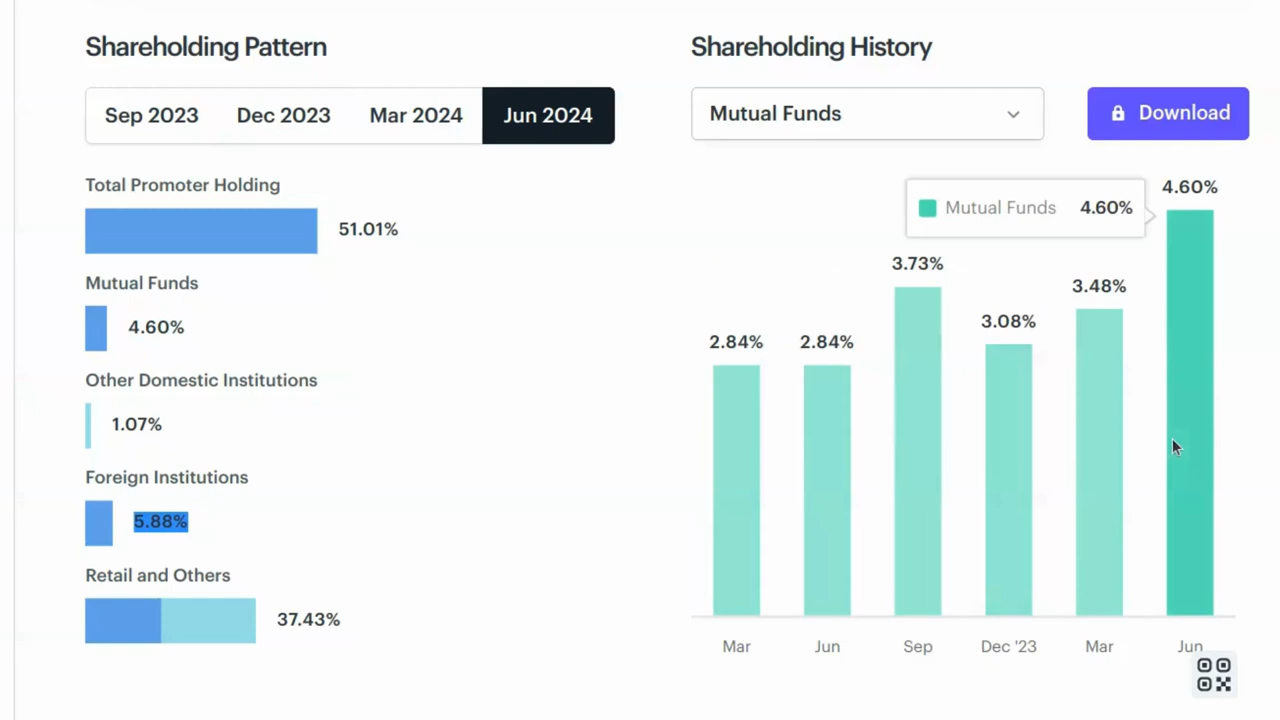 Shareholding Pattern
Sep 2023 Dec 2023 Mar 2024 Jun 2024
Total Promoter Holding
51.01%
Mutual Funds
4.60%
Other Domestic Institutions
1.07%
Foreign Institutions
5.88%
Retail and Others
37.43%
Shareholding History
Mutual Funds
Download
Mutual Funds 4.60%
2.84%
2.84%
3.73%
3.08%
3.48%
4.60%
Mar Jun Sep Dec '23 Mar Jun